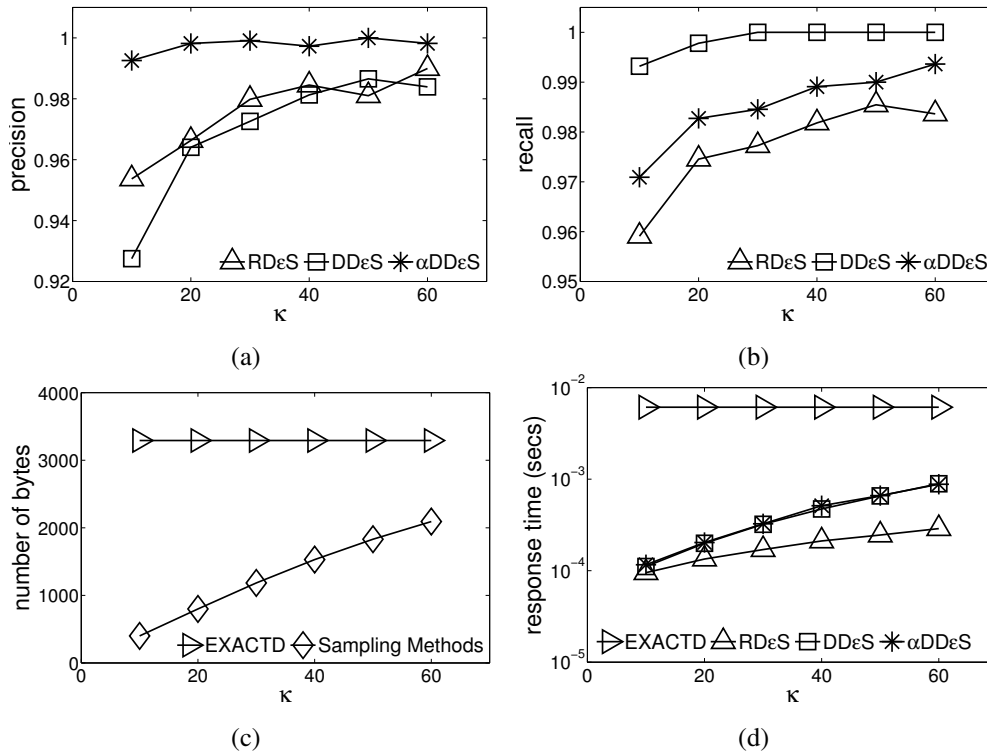 1
0.98
0.96
0.94
0.92
precision
0 20 40 60
κ
RDεS DDεS αDDεS
(a)
1
0.99
0.98
0.97
0.96
0.95
recall
0 20 40 60
κ
RDεS DDεS αDDεS
(b)
4000
3000
2000
1000
0
number of bytes
0 20 40 60
κ
EXACTD Sampling Methods
(c)
10⁻²
10⁻³
10⁻⁴
10⁻⁵
response time (secs)
0 20 40 60
κ
EXACTD RDεS DDεS αDDεS
(d)